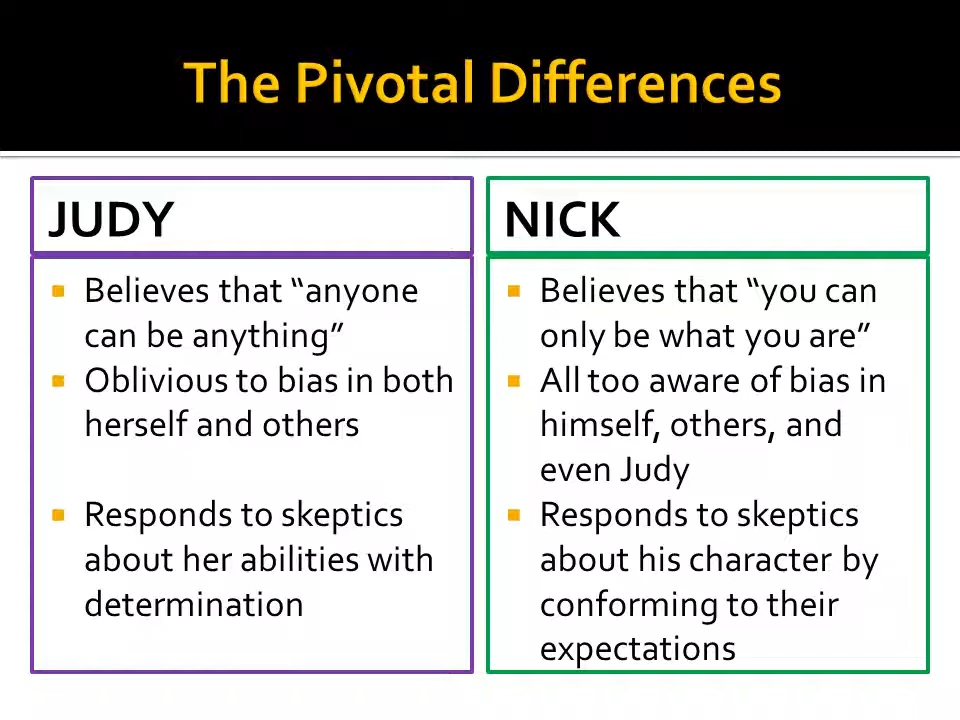 The Pivotal Differences
JUDY
▪ Believes that “anyone
can be anything”
▪ Oblivious to bias in both
herself and others
▪ Responds to skeptics
about her abilities with
determination
NICK
▪ Believes that “you can
only be what you are”
▪ All too aware of bias in
himself, others, and
even Judy
▪ Responds to skeptics
about his character by
conforming to their
expectations